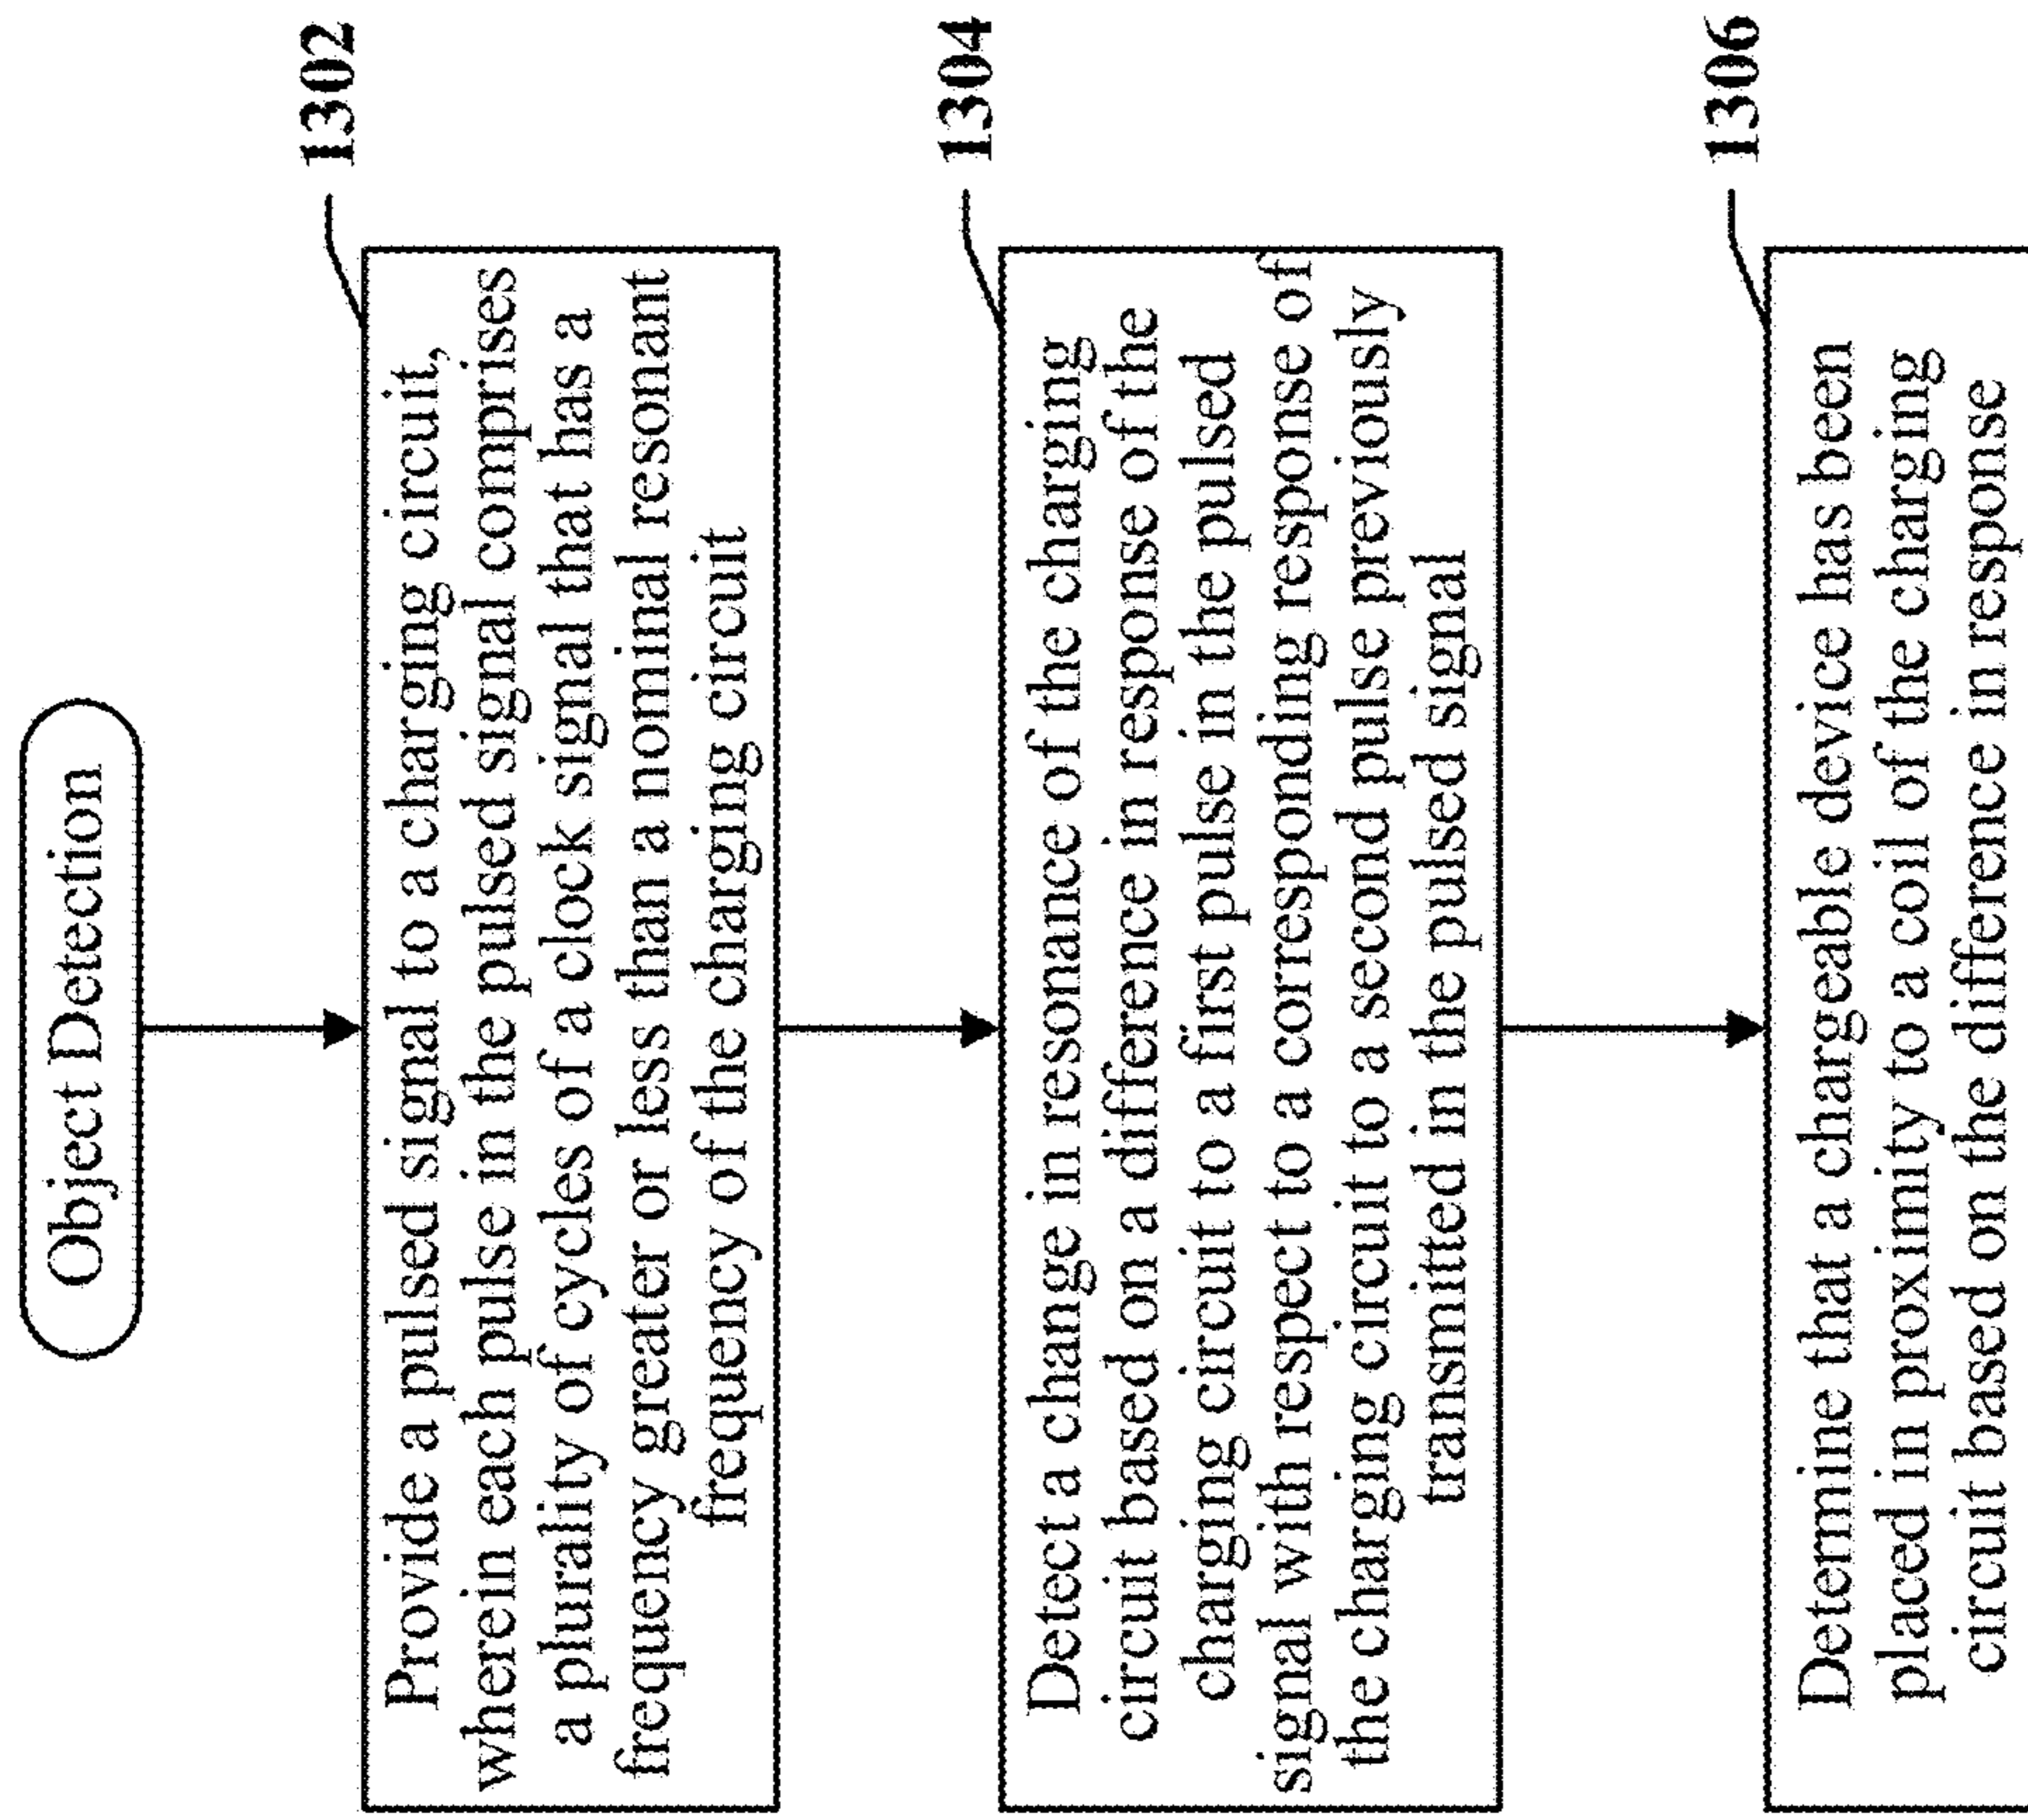 Object Detection
1302
Provide a pulsed signal to a charging circuit,
wherein each pulse in the pulsed signal comprises
a plurality of cycles of a clock signal that has a
frequency greater or less than a nominal resonant
frequency of the charging circuit
1304
Detect a change in resonance of the charging
circuit based on a difference in response of the
charging circuit to a first pulse in the pulsed
signal with respect to a corresponding response of
the charging circuit to a second pulse previously
transmitted in the pulsed signal
1306
Determine that a chargeable device has been
placed in proximity to a coil of the charging
circuit based on the difference in response